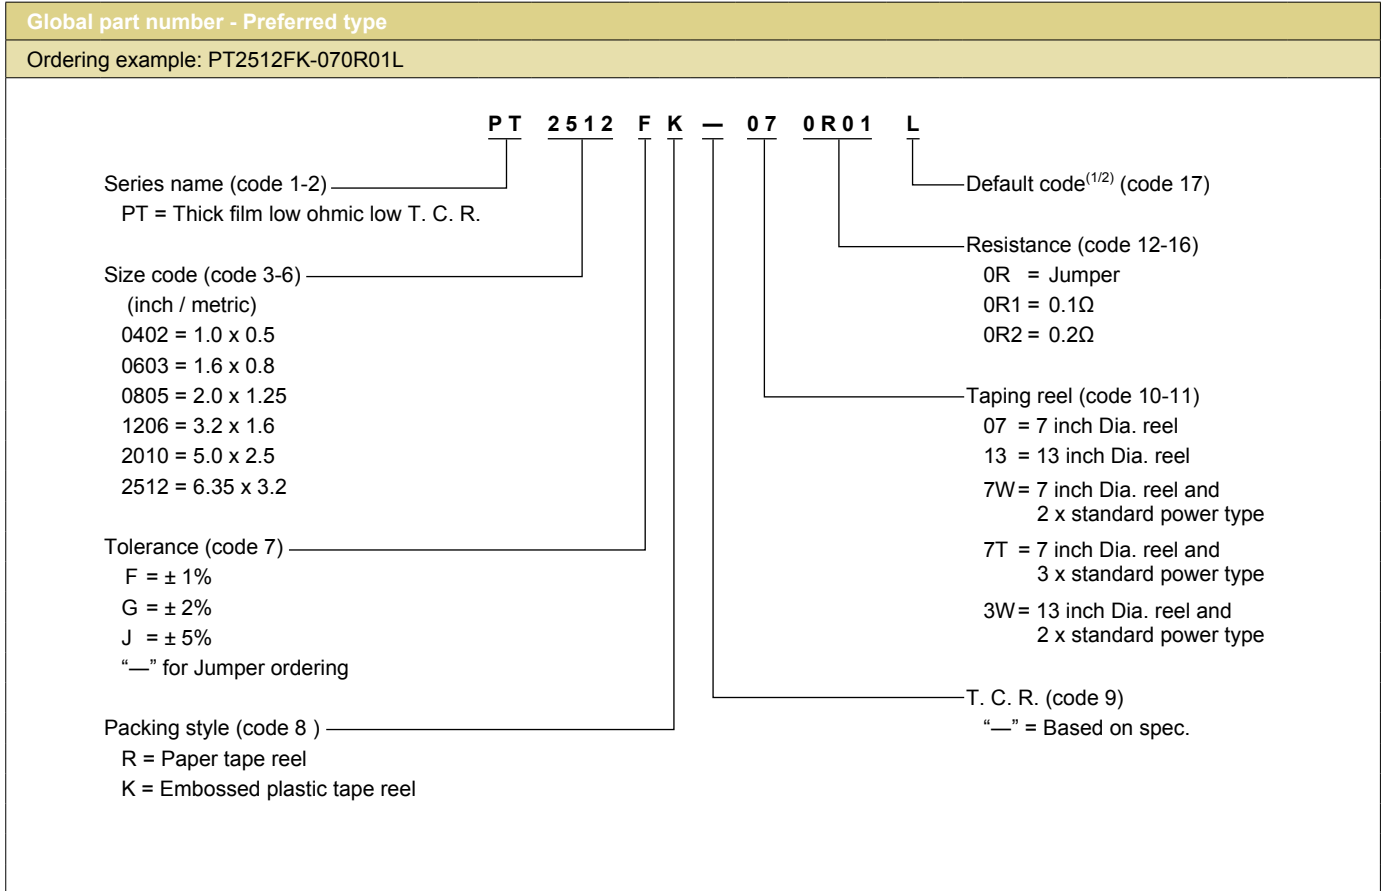 Global part number - Preferred type
Ordering example: PT2512FK-070R01L
PT 2512 F K — 07 0R01 L
Series name (code 1-2)
PT = Thick film low ohmic low T. C. R.
Size code (code 3-6)
(inch / metric)
0402 = 1.0 x 0.5
0603 = 1.6 x 0.8
0805 = 2.0 x 1.25
1206 = 3.2 x 1.6
2010 = 5.0 x 2.5
2512 = 6.35 x 3.2
Tolerance (code 7)
F = ± 1%
G = ± 2%
J = ± 5%
“—” for Jumper ordering
Packing style (code 8 )
R = Paper tape reel
K = Embossed plastic tape reel
Default code(1/2) (code 17)
Resistance (code 12-16)
0R = Jumper
0R1 = 0.1Ω
0R2 = 0.2Ω
Taping reel (code 10-11)
07 = 7 inch Dia. reel
13 = 13 inch Dia. reel
7W = 7 inch Dia. reel and
2 x standard power type
7T = 7 inch Dia. reel and
3 x standard power type
3W = 13 inch Dia. reel and
2 x standard power type
T. C. R. (code 9)
“—” = Based on spec.